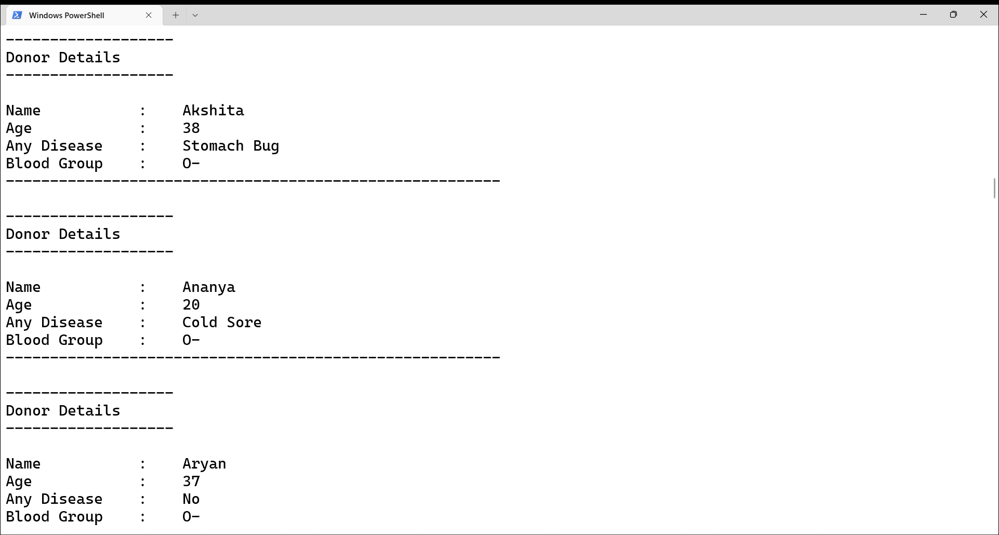 Windows PowerShell
-------------------
Donor Details
-------------------
Name : Akshita
Age : 38
Any Disease : Stomach Bug
Blood Group : O-
--------------------------------------------------------
-------------------
Donor Details
-------------------
Name : Ananya
Age : 20
Any Disease : Cold Sore
Blood Group : O-
--------------------------------------------------------
-------------------
Donor Details
-------------------
Name : Aryan
Age : 37
Any Disease : No
Blood Group : O-